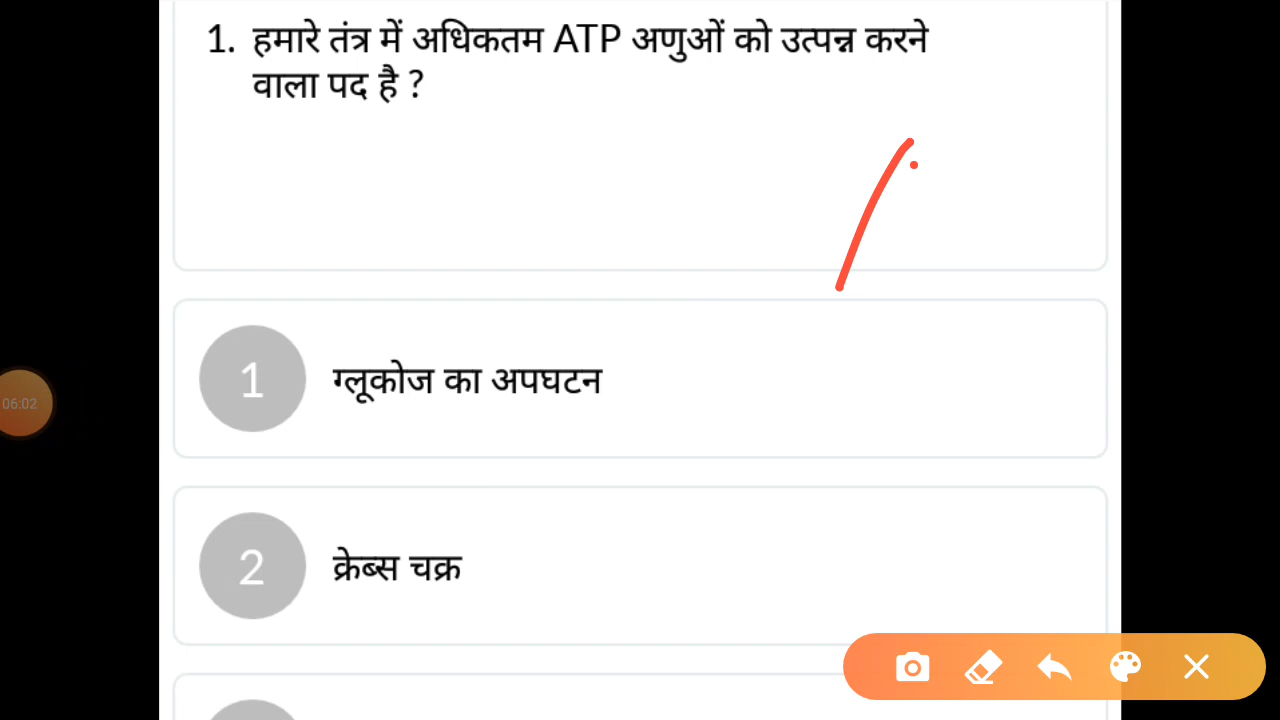 1. हमारे तंत्र में अधिकतम ATP अणुओं को उत्पन्न करने
वाला पद है ?
1 ग्लूकोज का अपघटन
06:02
2 क्रेब्स चक्र